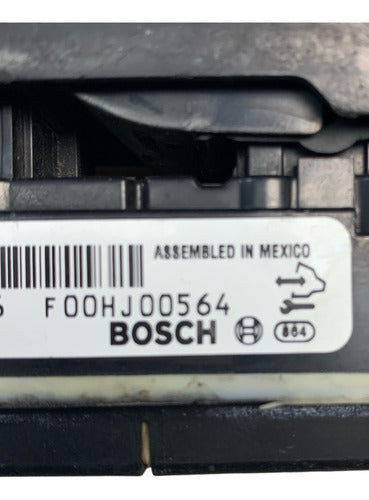 ASSEMBLED IN MEXICO
F00HJ00564
BOSCH
864